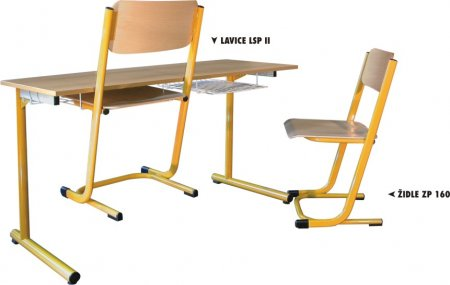 LAVICE LSP II
ŽIDLE ZP 160